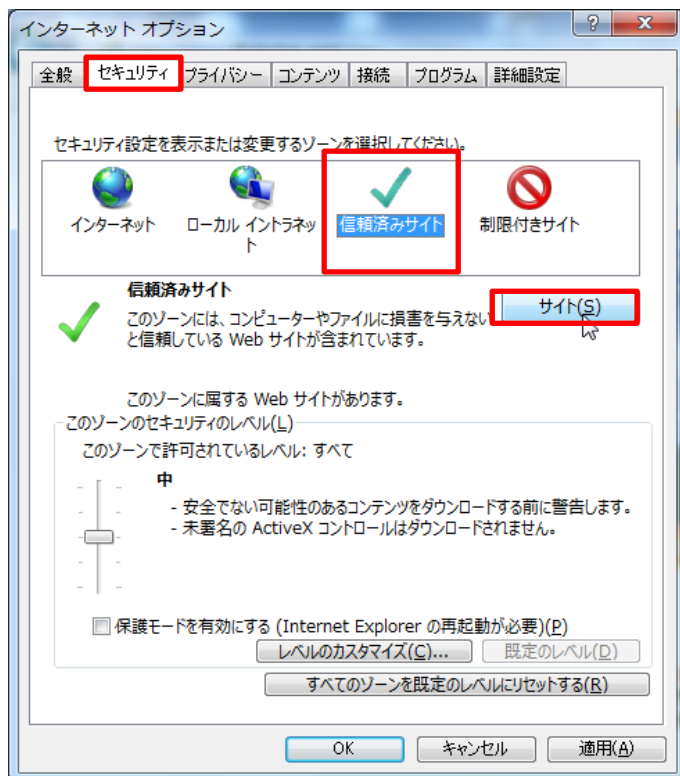 インターネット オプション
全般 セキュリティ プライバシー コンテンツ 接続 プログラム 詳細設定
セキュリティ設定を表示または変更するゾーンを選択してください。
インターネット ローカル イントラネッ
ト 信頼済みサイト 制限付きサイト
信頼済みサイト
サイト(S)
このゾーンには、コンピューターやファイルに損害を与えない
と信頼している Web サイトが含まれています。
このゾーンに属する Web サイトがあります。
このゾーンのセキュリティのレベル(L)
このゾーンで許可されているレベル: すべて
中
- 安全でない可能性のあるコンテンツをダウンロードする前に警告します。
- 未署名の ActiveX コントロールはダウンロードされません。
保護モードを有効にする (Internet Explorer の再起動が必要)(P)
レベルのカスタマイズ(C)... 既定のレベル(D)
すべてのゾーンを既定のレベルにリセットする(R)
OK キャンセル 適用(A)